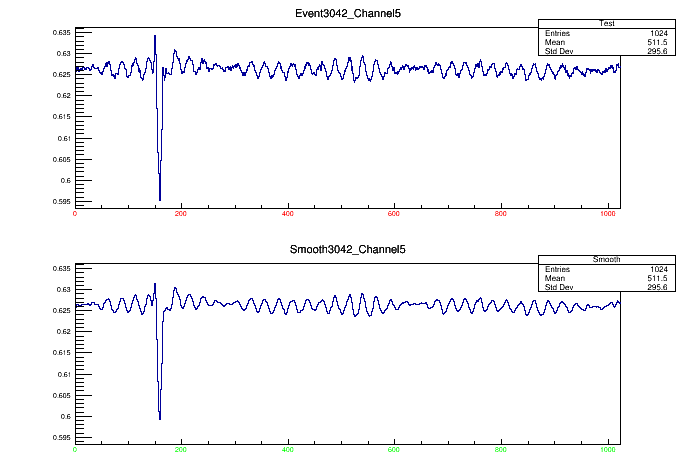 Event3042_Channel5
Test
Entries 1024
Mean 511.5
Std Dev 295.6
0.635
0.63
0.625
0.62
0.615
0.61
0.605
0.6
0.595
0 200 400 600 800 1000
Smooth3042_Channel5
Smooth
Entries 1024
Mean 511.5
Std Dev 295.6
0.635
0.63
0.625
0.62
0.615
0.61
0.605
0.6
0.595
0 200 400 600 800 1000